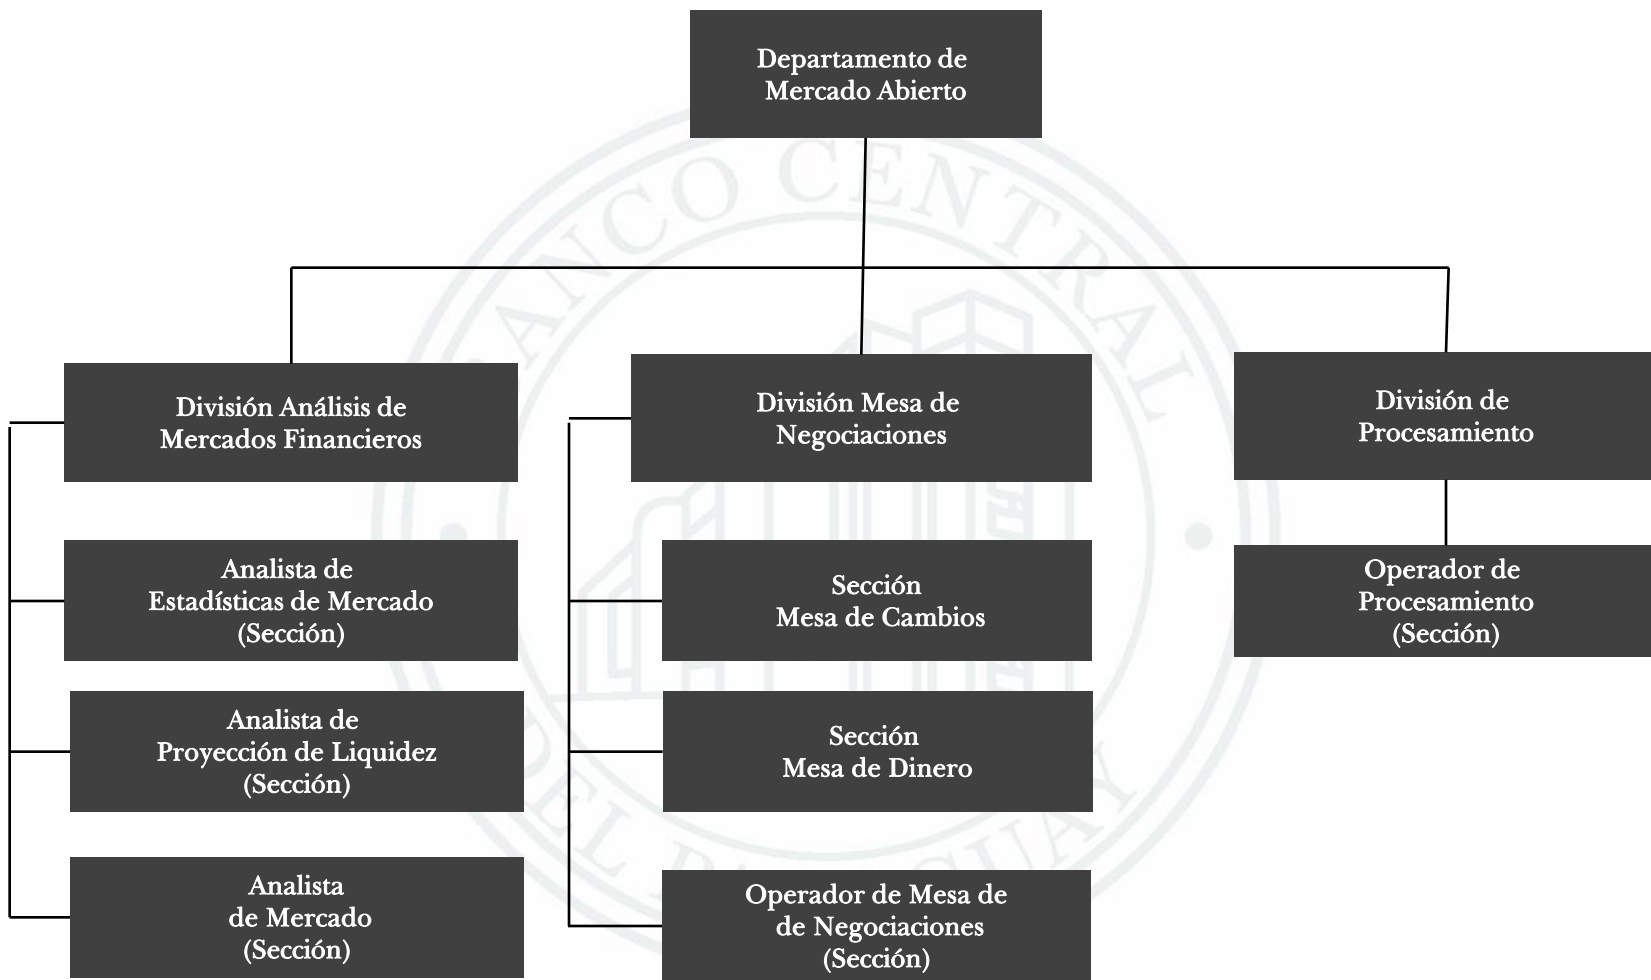 Departamento de
Mercado Abierto
División Análisis de
Mercados Financieros
Analista de
Estadísticas de Mercado
(Sección)
Analista de
Proyección de Liquidez
(Sección)
Analista
de Mercado
(Sección)
División Mesa de
Negociaciones
Sección
Mesa de Cambios
Sección
Mesa de Dinero
Operador de Mesa de
de Negociaciones
(Sección)
División de
Procesamiento
Operador de
Procesamiento
(Sección)
BANCO CENTRAL